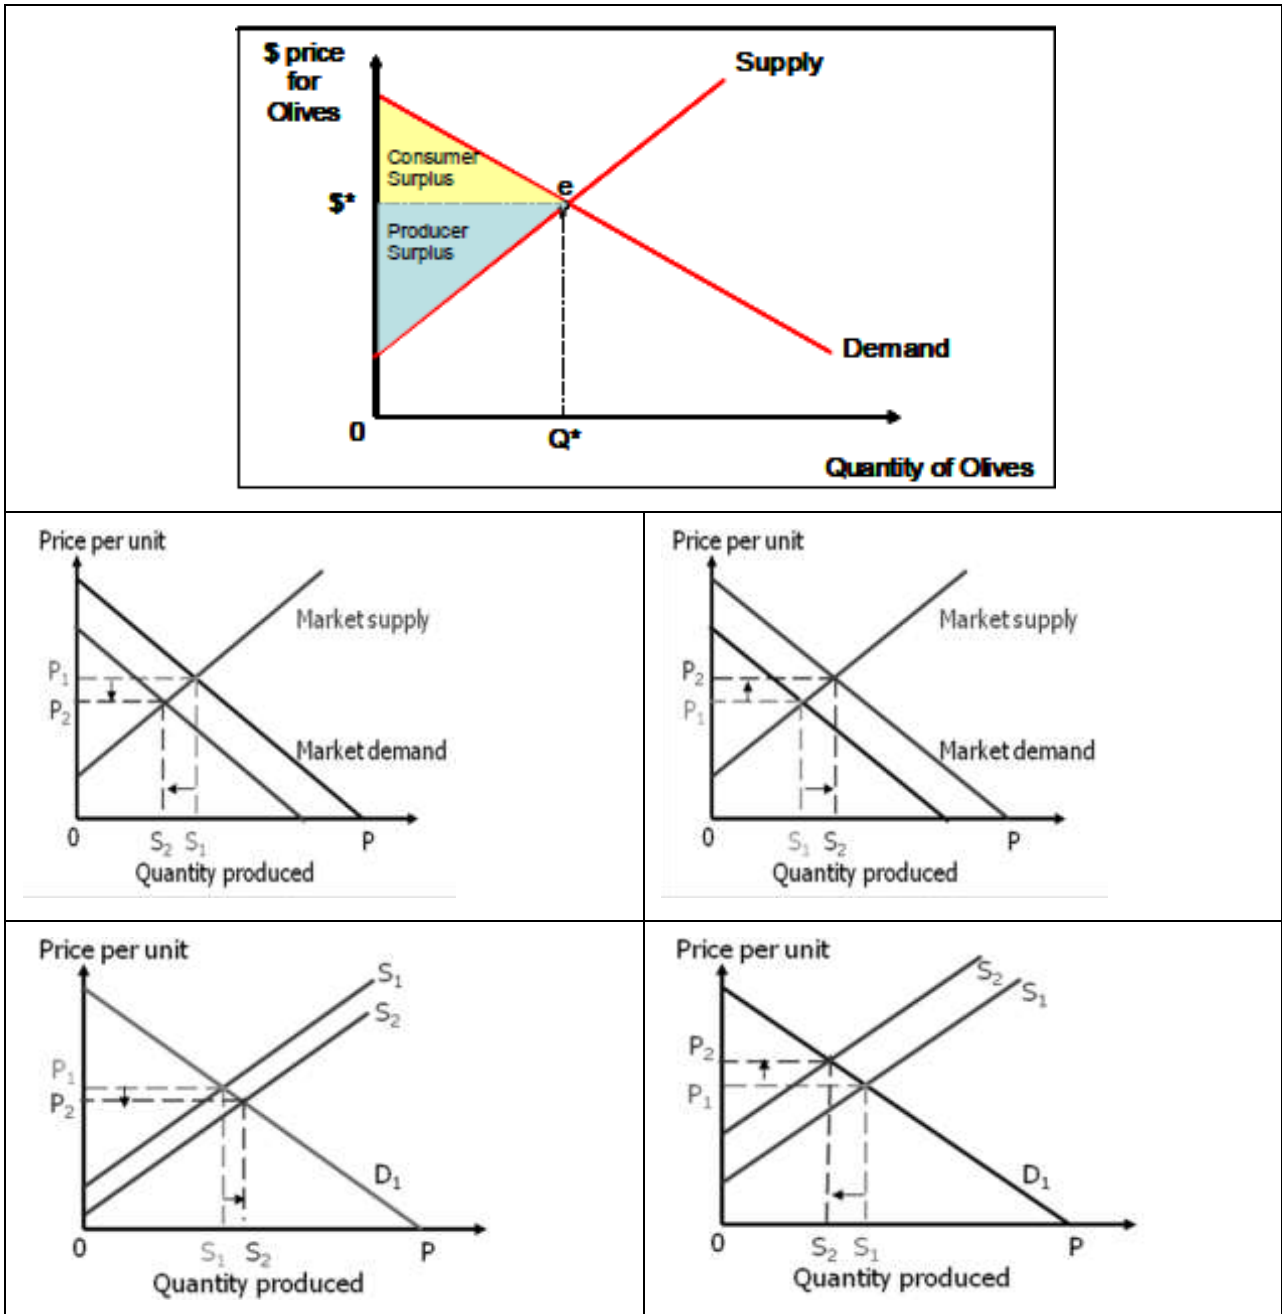 $ price
for
Olives
Supply
Consumer
Surplus
e
$*
Producer
Surplus
Demand
0
Q*
Quantity of Olives
Price per unit
Market supply
P₁
P₂
Market demand
0
S₂ S₁
P
Quantity produced
Price per unit
Market supply
P₂
P₁
Market demand
0
S₁ S₂
P
Quantity produced
Price per unit
S₁
S₂
P₁
P₂
D₁
0
S₁ S₂
P
Quantity produced
Price per unit
S₂
S₁
P₂
P₁
D₁
0
S₂ S₁
P
Quantity produced